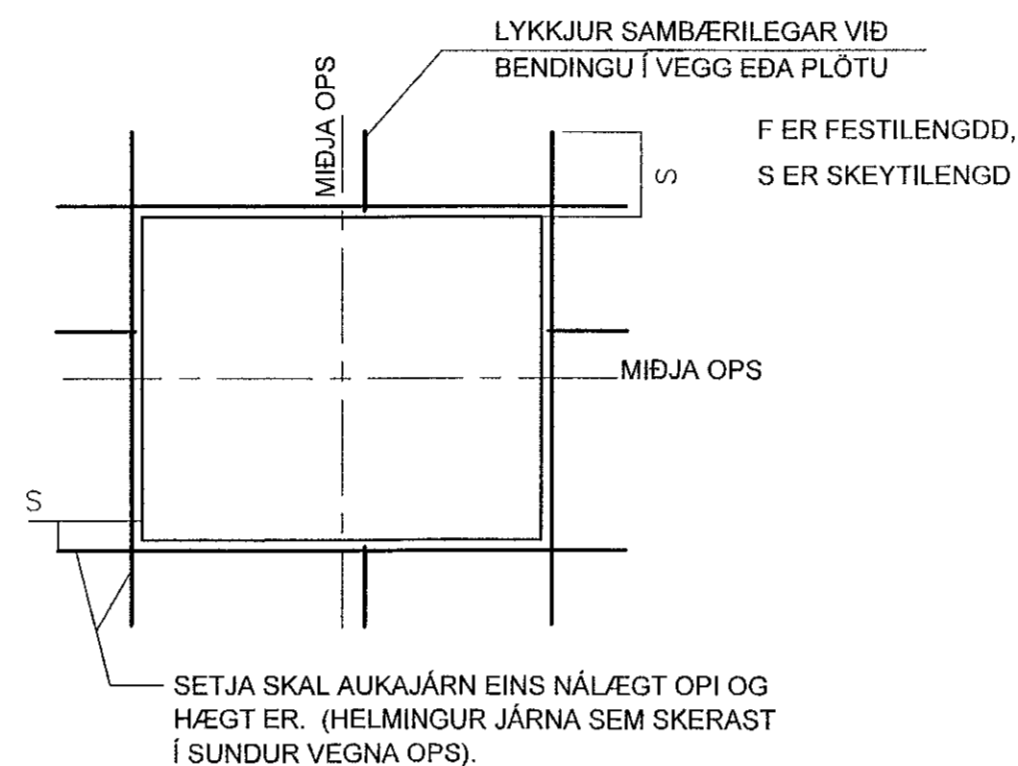 LYKKJUR SAMBÆRILEGAR VIÐ
BENDINGU Í VEGG EÐA PLÖTU
MIÐJA OPS
F ER FESTILENGDD,
S
S ER SKEYTILENGD
MIÐJA OPS
S
SETJA SKAL AUKAJÁRN EINS NÁLÆGT OPI OG
HÆGT ER. (HELMINGUR JÁRNA SEM SKERAST
Í SUNDUR VEGNA OPS).